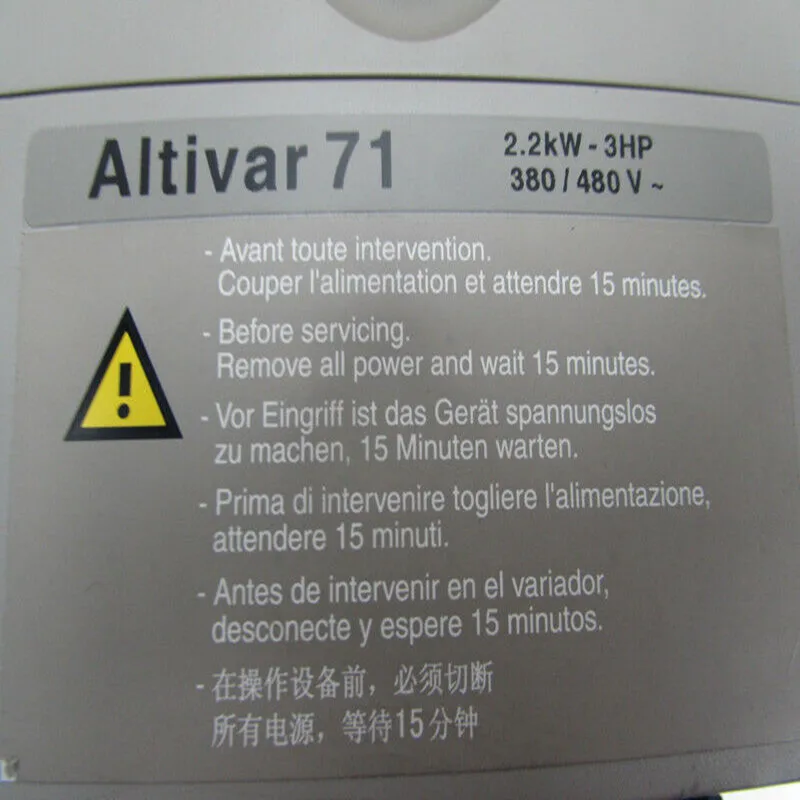 Altivar 71
2.2kW - 3HP
380 / 480 V ~
- Avant toute intervention.
Couper l'alimentation et attendre 15 minutes.
- Before servicing.
Remove all power and wait 15 minutes.
- Vor Eingriff ist das Gerät spannungslos
zu machen, 15 Minuten warten.
- Prima di intervenire togliere l'alimentazione,
attendere 15 minuti.
- Antes de intervenir en el variador,
desconecte y espere 15 minutos.
- 在操作设备前，必须切断
所有电源，等待15分钟